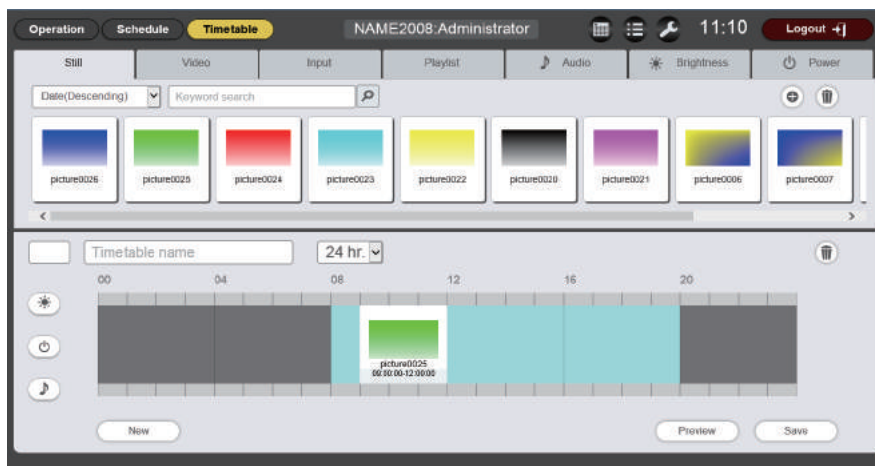 Operation Schedule Timetable NAME2008:Administrator 11:10 Logout
Still Video Input Playlist Audio Brightness Power
Date(Descending) Keyword search
picture0026 picture0025 picture0024 picture0023 picture0022 picture0020 picture0021 picture0006 picture0007
Timetable name 24 hr.
00 04 08 12 16 20
picture0025
09:00:00-12:00:00
New Preview Save